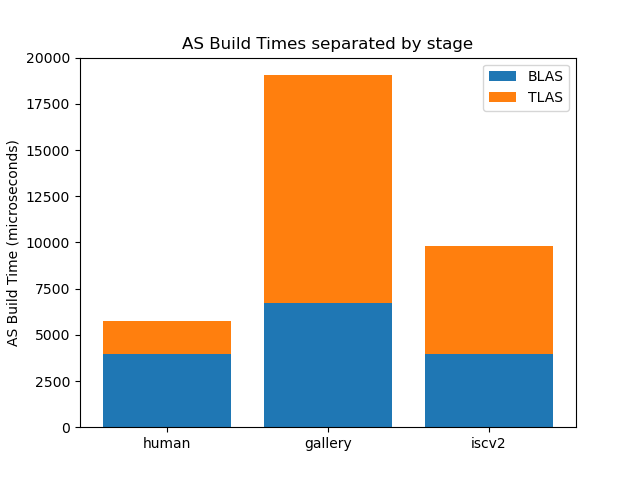 AS Build Times separated by stage
20000
17500
15000
12500
10000
7500
5000
2500
0
AS Build Time (microseconds)
BLAS
TLAS
human gallery iscv2